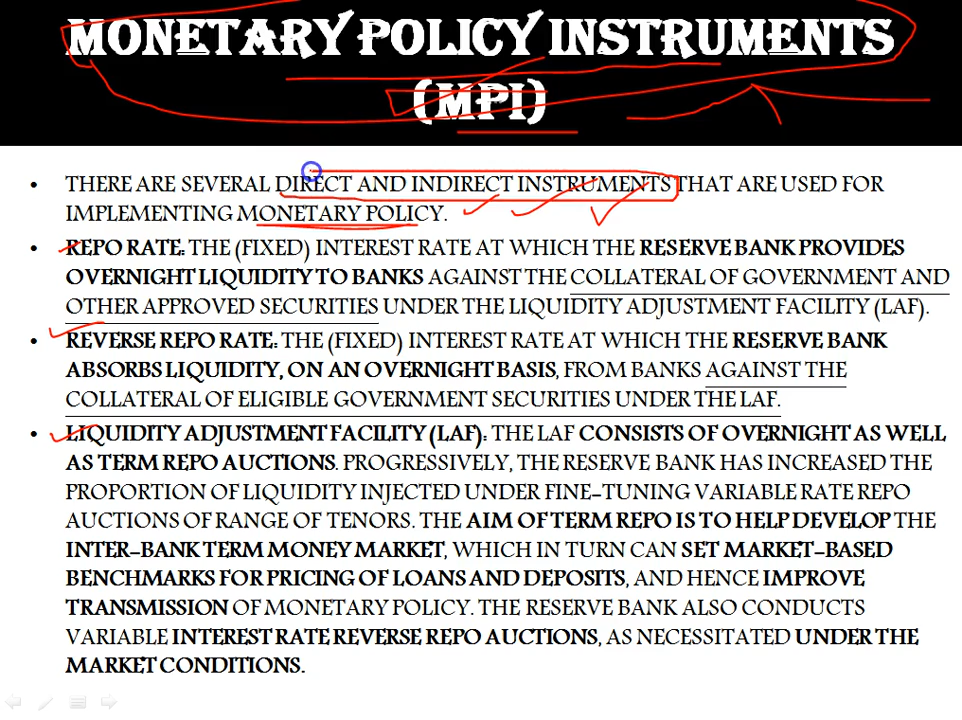 MONETARY POLICY INSTRUMENTS
(MPI)
• THERE ARE SEVERAL DIRECT AND INDIRECT INSTRUMENTS THAT ARE USED FOR
IMPLEMENTING MONETARY POLICY.
• REPO RATE: THE (FIXED) INTEREST RATE AT WHICH THE RESERVE BANK PROVIDES
OVERNIGHT LIQUIDITY TO BANKS AGAINST THE COLLATERAL OF GOVERNMENT AND
OTHER APPROVED SECURITIES UNDER THE LIQUIDITY ADJUSTMENT FACILITY (LAF).
• REVERSE REPO RATE: THE (FIXED) INTEREST RATE AT WHICH THE RESERVE BANK
ABSORBS LIQUIDITY, ON AN OVERNIGHT BASIS, FROM BANKS AGAINST THE
COLLATERAL OF ELIGIBLE GOVERNMENT SECURITIES UNDER THE LAF.
• LIQUIDITY ADJUSTMENT FACILITY (LAF): THE LAF CONSISTS OF OVERNIGHT AS WELL
AS TERM REPO AUCTIONS. PROGRESSIVELY, THE RESERVE BANK HAS INCREASED THE
PROPORTION OF LIQUIDITY INJECTED UNDER FINE-TUNING VARIABLE RATE REPO
AUCTIONS OF RANGE OF TENORS. THE AIM OF TERM REPO IS TO HELP DEVELOP THE
INTER-BANK TERM MONEY MARKET, WHICH IN TURN CAN SET MARKET-BASED
BENCHMARKS FOR PRICING OF LOANS AND DEPOSITS, AND HENCE IMPROVE
TRANSMISSION OF MONETARY POLICY. THE RESERVE BANK ALSO CONDUCTS
VARIABLE INTEREST RATE REVERSE REPO AUCTIONS, AS NECESSITATED UNDER THE
MARKET CONDITIONS.